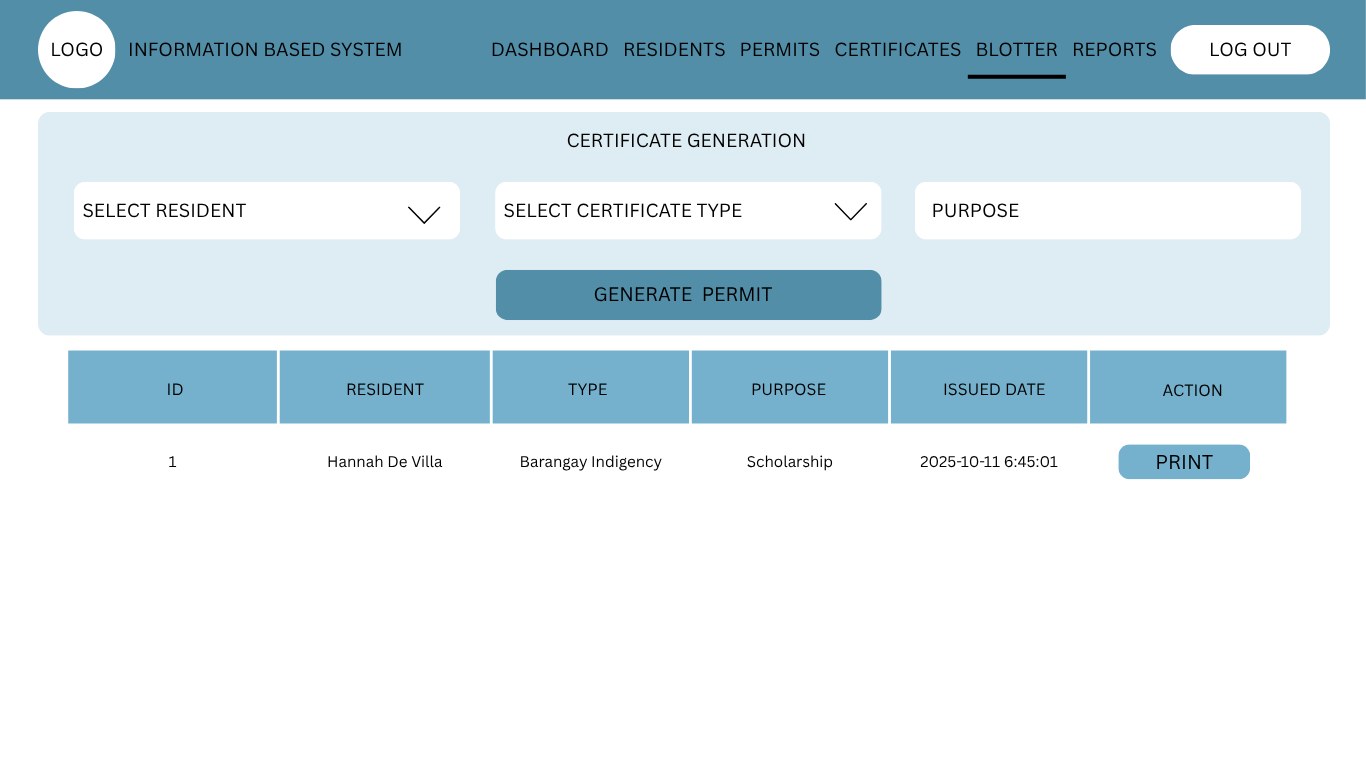 LOGO INFORMATION BASED SYSTEM DASHBOARD RESIDENTS PERMITS CERTIFICATES BLOTTER REPORTS LOG OUT
CERTIFICATE GENERATION
SELECT RESIDENT SELECT CERTIFICATE TYPE PURPOSE
GENERATE PERMIT
ID RESIDENT TYPE PURPOSE ISSUED DATE ACTION
1 Hannah De Villa Barangay Indigency Scholarship 2025-10-11 6:45:01 PRINT